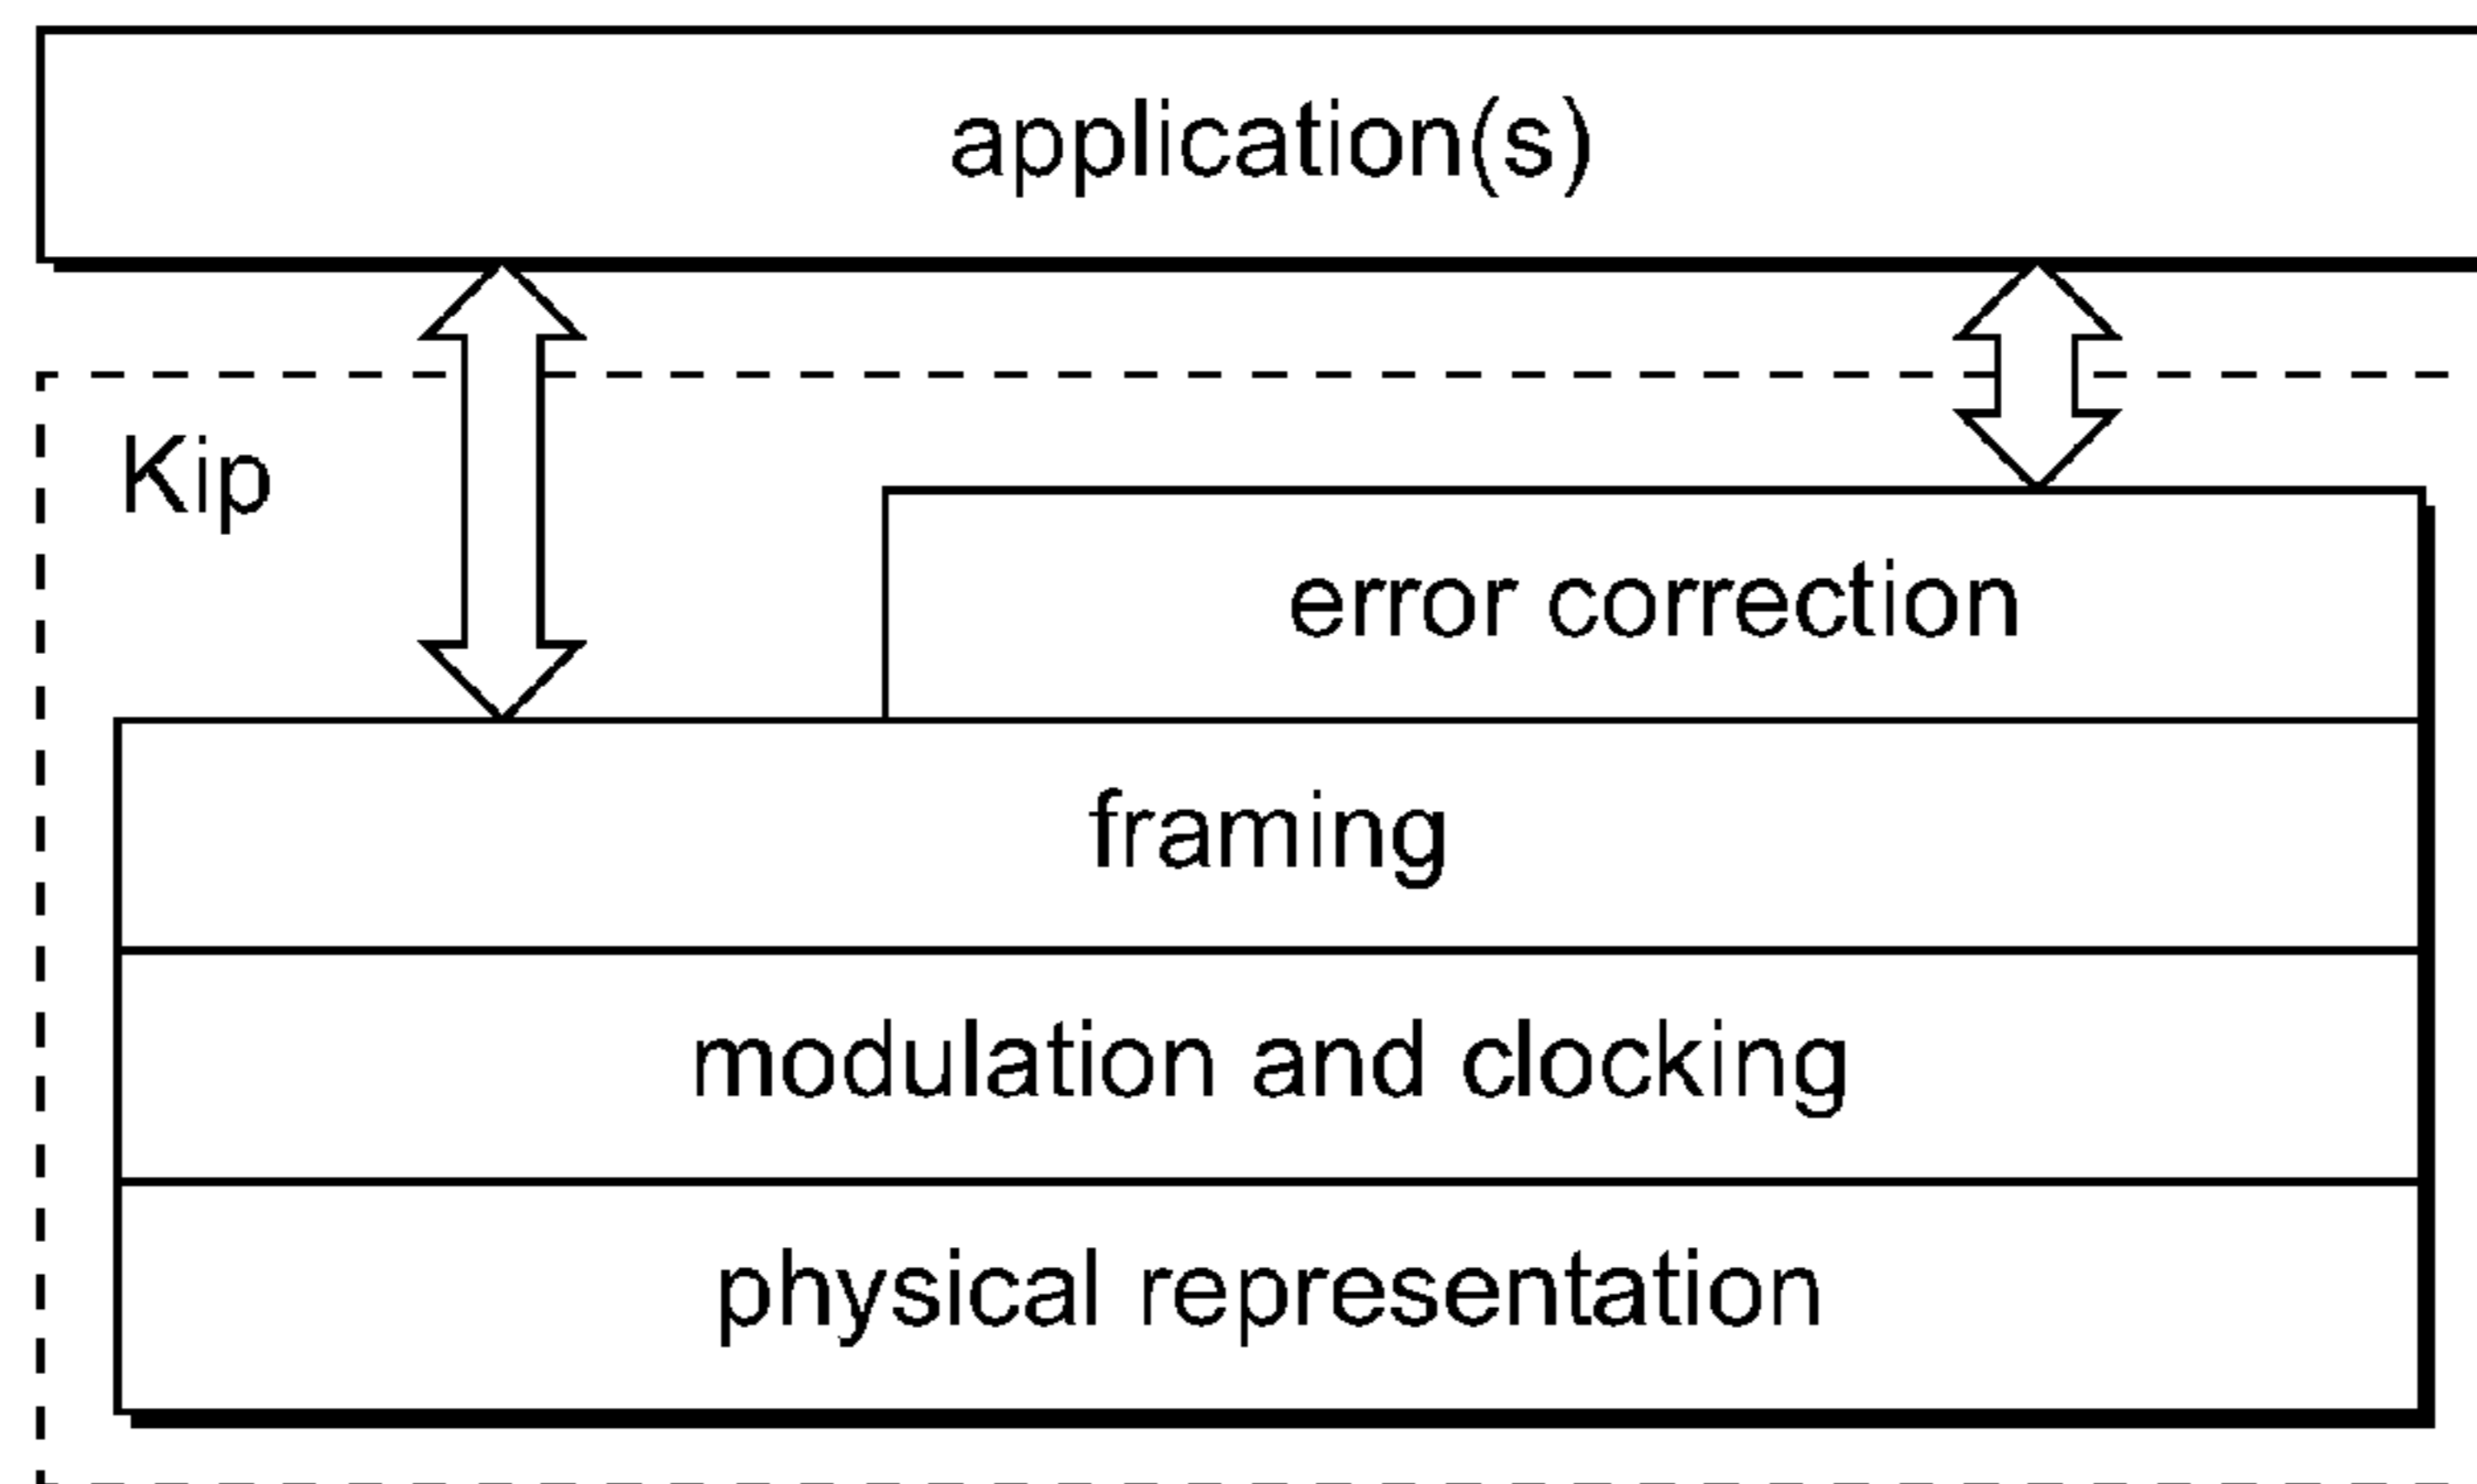 application(s)
Kip
error correction
framing
modulation and clocking
physical representation